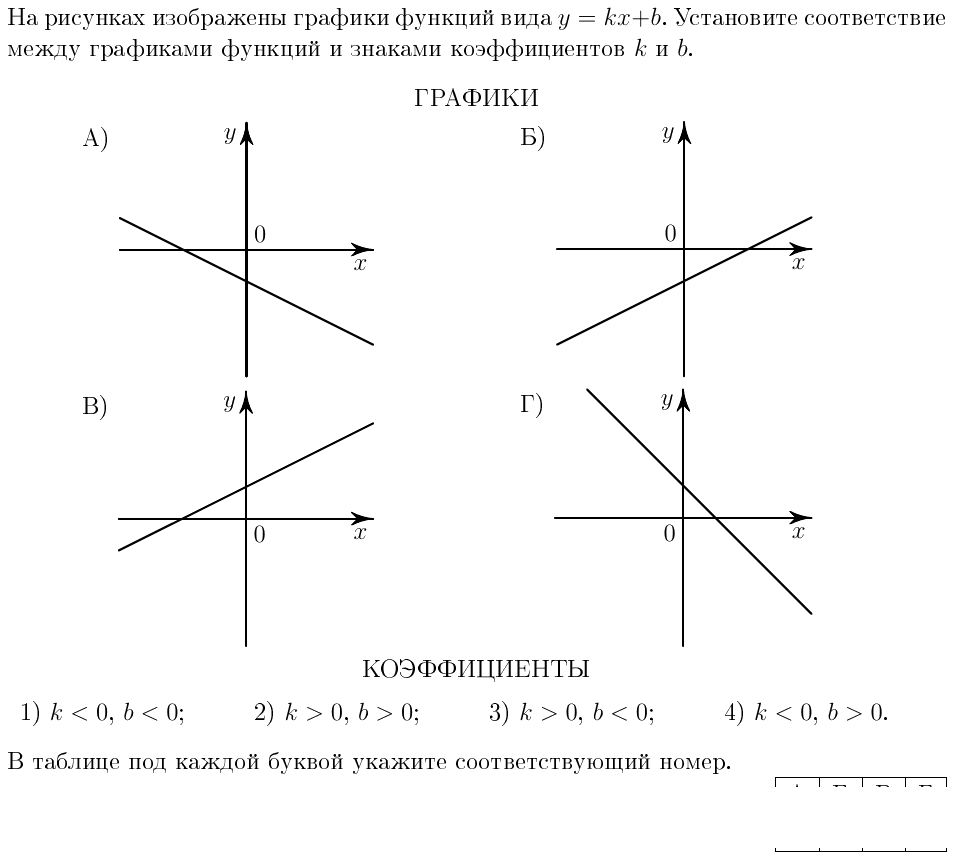 На рисунках изображены графики функций вида y = kx+b. Установите соответствие
между графиками функций и знаками коэффициентов k и b.
ГРАФИКИ
А)
y
0
x
Б)
y
0
x
В)
y
0
x
Г)
y
0
x
КОЭФФИЦИЕНТЫ
1) k < 0, b < 0; 2) k > 0, b > 0; 3) k > 0, b < 0; 4) k < 0, b > 0.
В таблице под каждой буквой укажите соответствующий номер.